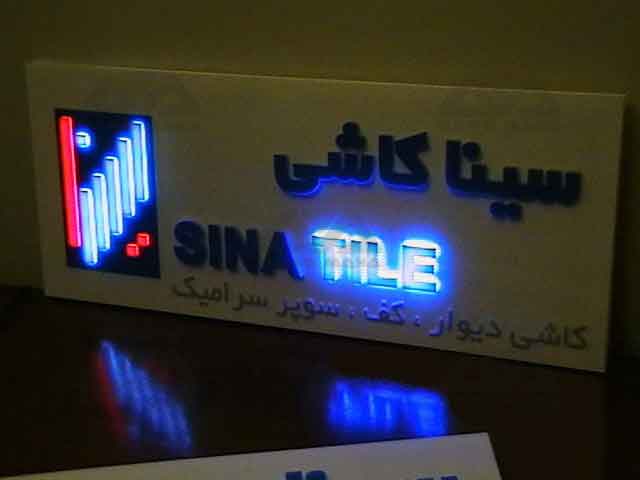 سینا کاشی
SINA TILE
کاشی دیوار ، کف ، سوپر سرامیک